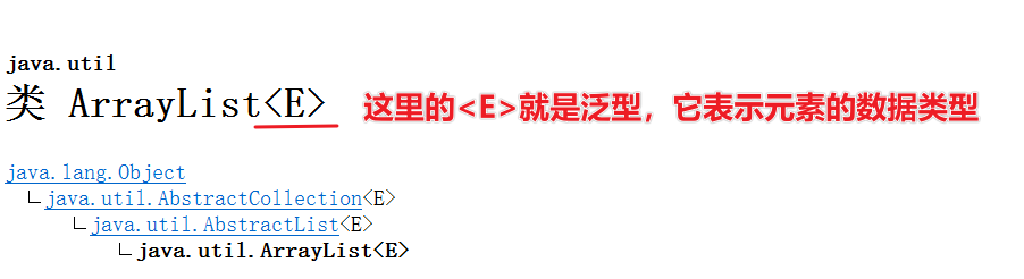 java.util
类 ArrayList<E>
这里的<E>就是泛型，它表示元素的数据类型
java.lang.Object
java.util.AbstractCollection<E>
java.util.AbstractList<E>
java.util.ArrayList<E>